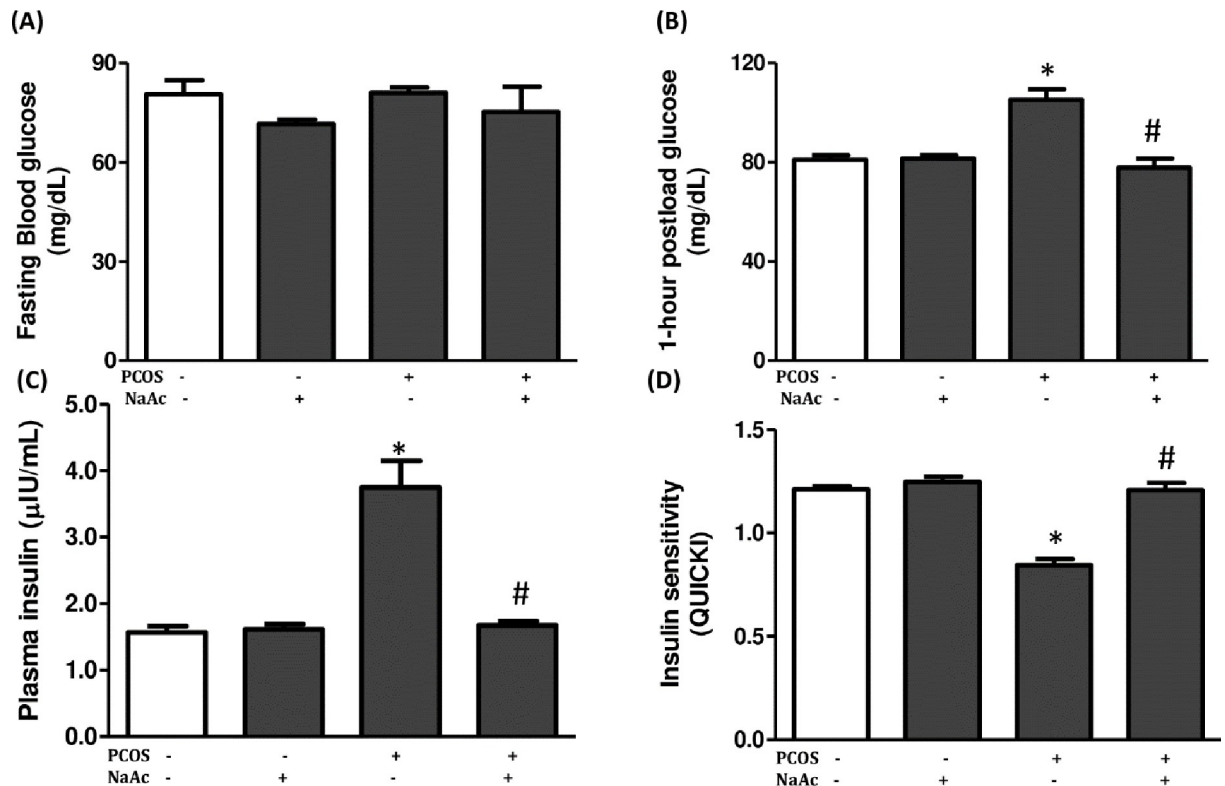 (A)
Fasting Blood glucose
(mg/dL)
90
60
30
0
PCOS - - + +
NaAc - + - +
(B)
1-hour postload glucose
(mg/dL)
120
80
40
0
*
#
PCOS - - + +
NaAc - + - +
(C)
Plasma insulin (µIU/mL)
5.0
4.0
3.0
2.0
1.0
0.0
*
#
PCOS - - + +
NaAc - + - +
(D)
Insulin sensitivity
(QUICKI)
1.5
1.0
0.5
0.0
*
#
PCOS - - + +
NaAc - + - +